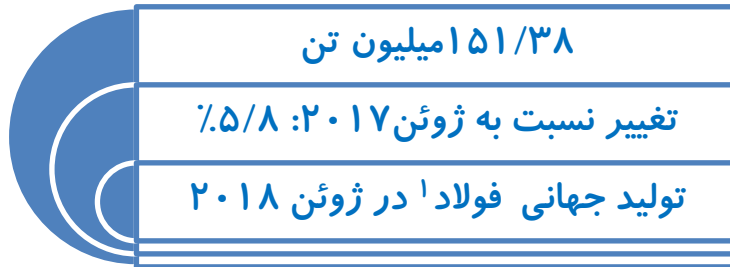 ۱۵۱/۳۸میلیون تن
تغییر نسبت به ژوئن۲۰۱۷: ۵/۸٪
تولید جهانی فولاد۱ در ژوئن ۲۰۱۸